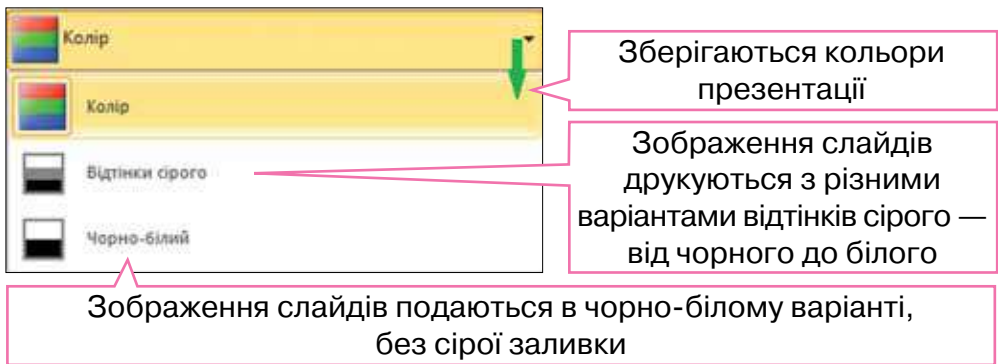 Колір
Колір
Відтінки сірого
Чорно-білий
Зберігаються кольори
презентації
Зображення слайдів
друкуються з різними
варіантами відтінків сірого —
від чорного до білого
Зображення слайдів подаються в чорно-білому варіанті,
без сірої заливки